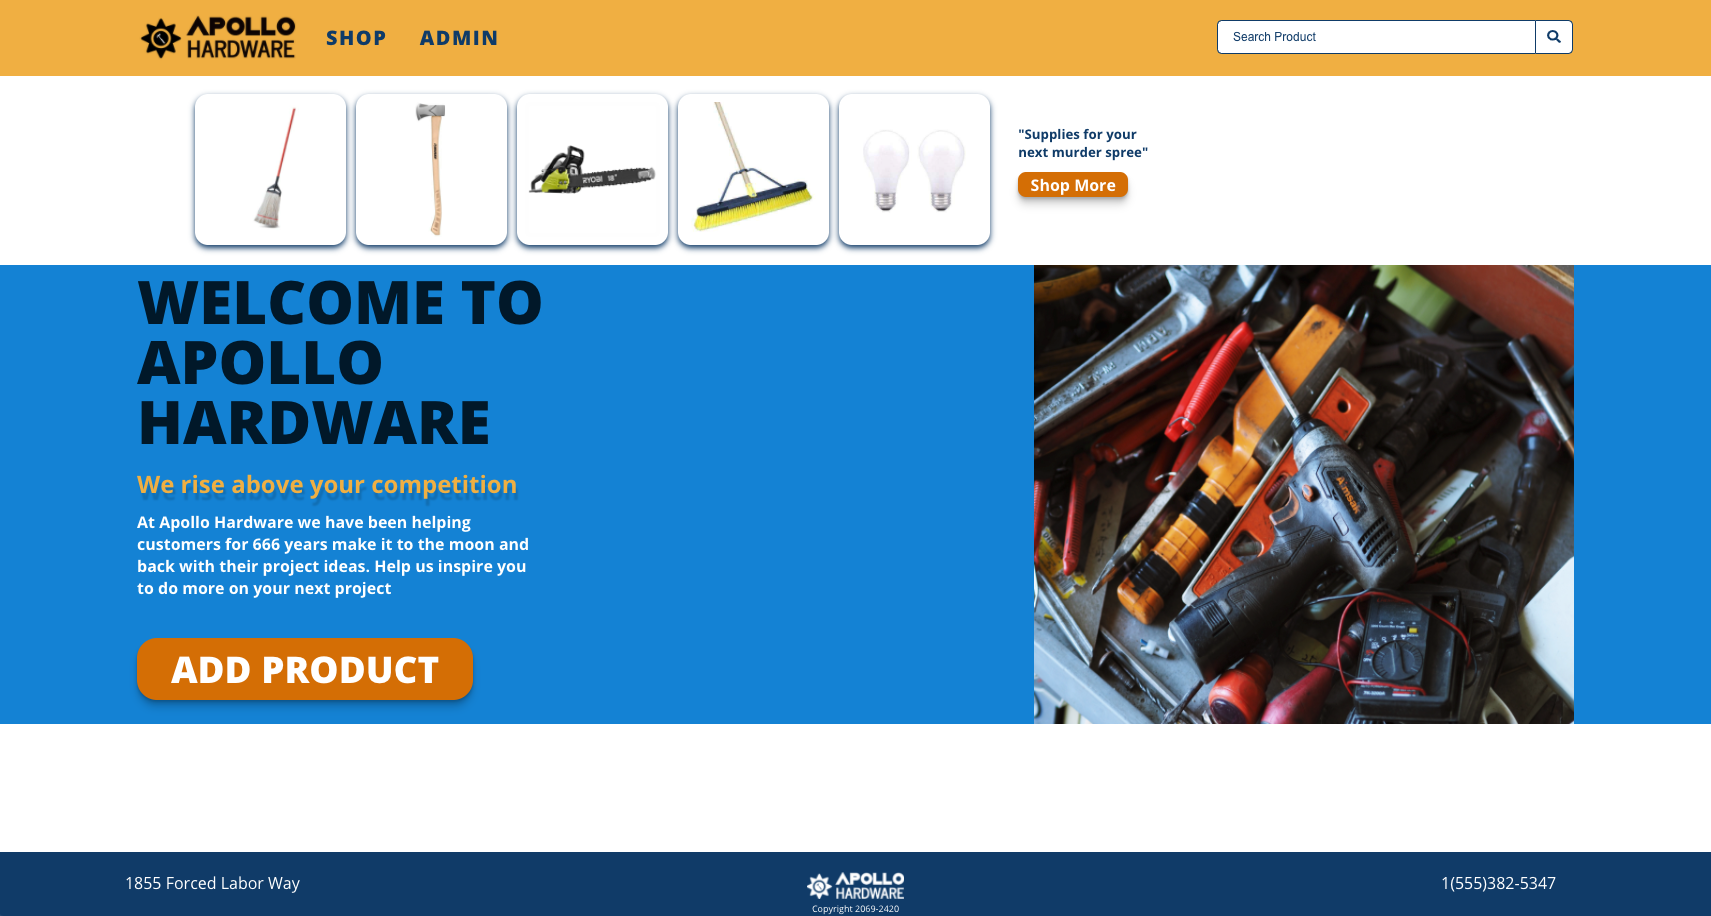 APOLLO
HARDWARE
SHOP
ADMIN
Search Product
RYOBI 18"
"Supplies for your
next murder spree"
Shop More
WELCOME TO
APOLLO
HARDWARE
We rise above your competition
At Apollo Hardware we have been helping
customers for 666 years make it to the moon and
back with their project ideas. Help us inspire you
to do more on your next project
ADD PRODUCT
1855 Forced Labor Way
APOLLO
HARDWARE
Copyright 2069-2420
1(555)382-5347